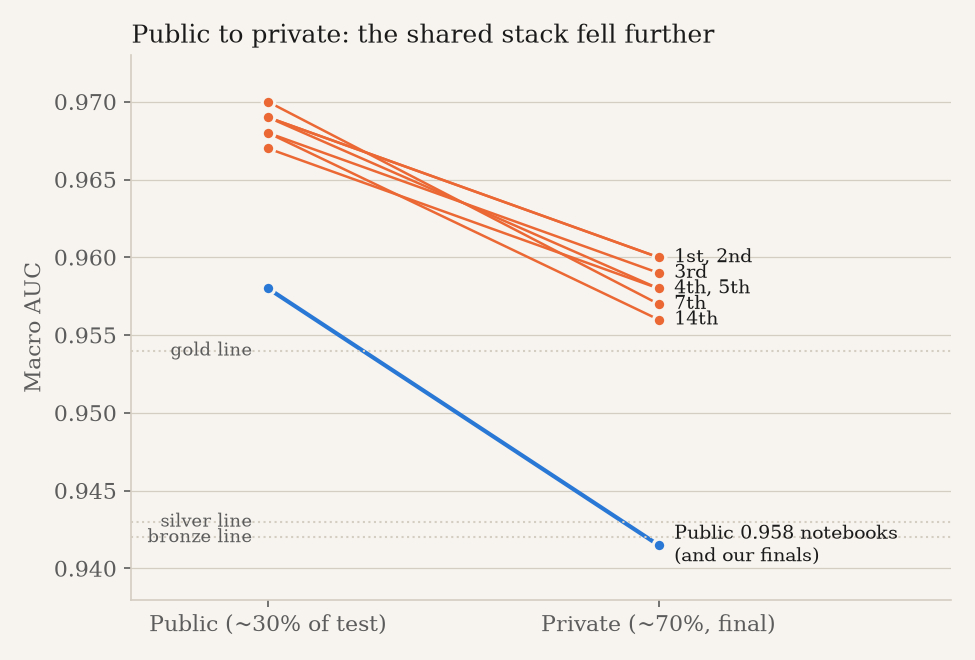 Public to private: the shared stack fell further
Macro AUC
0.970
0.965
0.960
0.955
0.950
0.945
0.940
gold line
silver line
bronze line
1st, 2nd
3rd
4th, 5th
7th
14th
Public 0.958 notebooks
(and our finals)
Public (~30% of test)
Private (~70%, final)